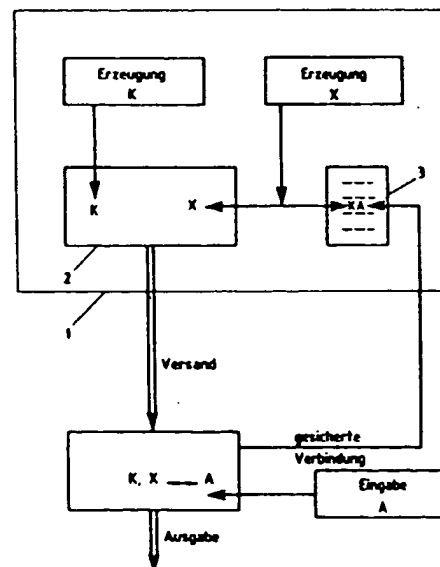 Erzeugung
K
Erzeugung
X
K
X
XA
3
2
1
Versand
gesicherte
Verbindung
K, X — A
Eingabe
A
Ausgabe